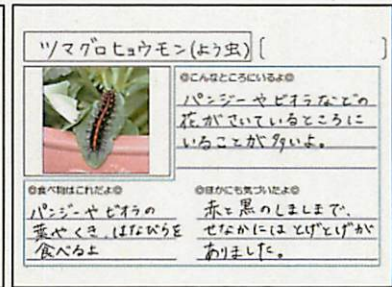 ツマグロヒョウモン(よう虫) [ ]
◎こんなところにいるよ◎
パンジーやビオラなどの
花がさいているところに
いることが多いよ。
◎食べ物はこれだよ◎
パンジーやビオラの
葉やくき、はなびらを
食べるよ
◎ほかにも気づいたよ◎
赤と黒のしましまで、
せなかにはとげとげが
ありました。